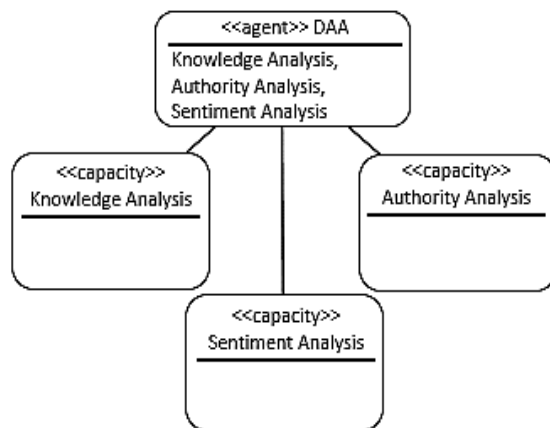 <<agent>> DAA
Knowledge Analysis,
Authority Analysis,
Sentiment Analysis
<<capacity>>
Knowledge Analysis
<<capacity>>
Authority Analysis
<<capacity>>
Sentiment Analysis